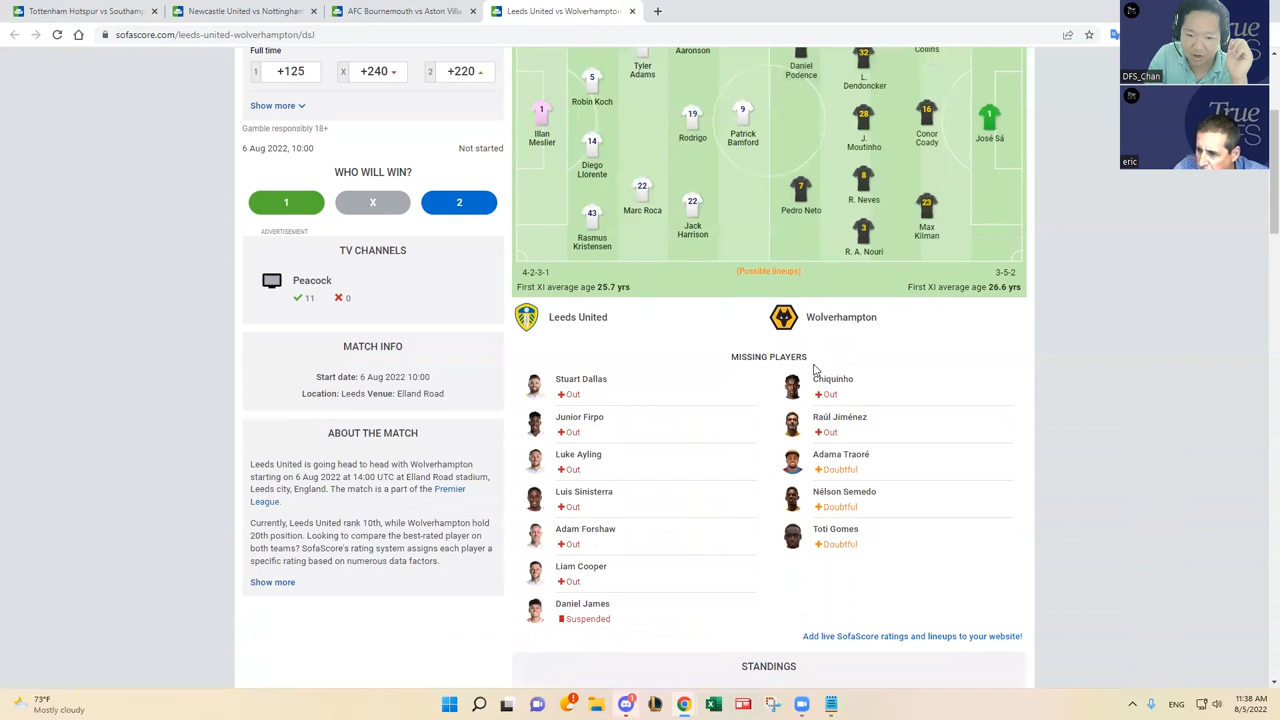 Tottenham Hotspur vs Southamp
Newcastle United vs Nottingham
AFC Bournemouth vs Aston Villa
Leeds United vs Wolverhampton
sofascore.com/leeds-united-wolverhampton/dsJ
Full time
1 +125
X +240
2 +220
Show more
Gamble responsibly 18+
6 Aug 2022, 10:00
Not started
WHO WILL WIN?
1
X
2
ADVERTISEMENT
TV CHANNELS
Peacock
11
0
MATCH INFO
Start date: 6 Aug 2022 10:00
Location: Leeds Venue: Elland Road
ABOUT THE MATCH
Leeds United is going head to head with Wolverhampton
starting on 6 Aug 2022 at 14:00 UTC at Elland Road stadium,
Leeds city, England. The match is a part of the Premier
League.
Currently, Leeds United rank 10th, while Wolverhampton hold
20th position. Looking to compare the best-rated player on
both teams? SofaScore's rating system assigns each player a
specific rating based on numerous data factors.
Show more
Aaronson
Tyler
Adams
5
Robin Koch
1
Illan
Meslier
14
Diego
Llorente
19
Rodrigo
9
Patrick
Bamford
22
Marc Roca
22
Jack
Harrison
43
Rasmus
Kristensen
Collins
Daniel
Podence
32
L.
Dendoncker
28
J.
Moutinho
16
Conor
Coady
1
José Sá
7
Pedro Neto
8
R. Neves
23
Max
Kilman
3
R. A. Nouri
4-2-3-1
(Possible lineups)
3-5-2
First XI average age 25.7 yrs
First XI average age 26.6 yrs
Leeds United
Wolverhampton
MISSING PLAYERS
Stuart Dallas
Out
Junior Firpo
Out
Luke Ayling
Out
Luis Sinisterra
Out
Adam Forshaw
Out
Liam Cooper
Out
Daniel James
Suspended
Chiquinho
Out
Raúl Jiménez
Out
Adama Traoré
Doubtful
Nélson Semedo
Doubtful
Toti Gomes
Doubtful
Add live SofaScore ratings and lineups to your website!
STANDINGS
DFS_Chan
True
eric
True
73°F
Mostly cloudy
1
ENG
11:38 AM
8/5/2022